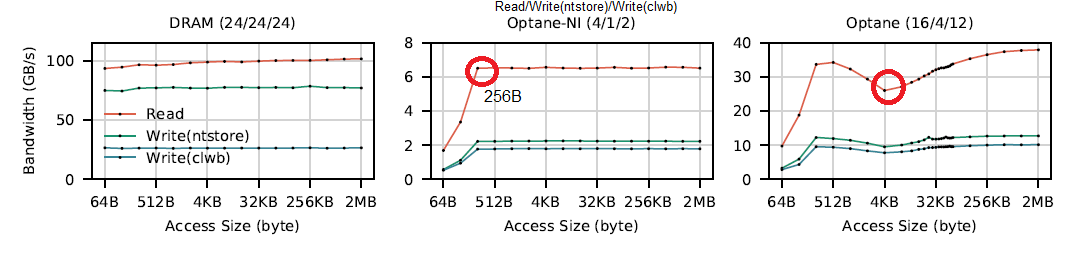 Read/Write(ntstore)/Write(clwb)
DRAM (24/24/24)
Optane-NI (4/1/2)
Optane (16/4/12)
Bandwidth (GB/s)
100
50
0
Read
Write(ntstore)
Write(clwb)
64B 512B 4KB 32KB 256KB 2MB
Access Size (byte)
8
6
4
2
0
256B
64B 512B 4KB 32KB 256KB 2MB
Access Size (byte)
40
30
20
10
0
64B 512B 4KB 32KB 256KB 2MB
Access Size (byte)